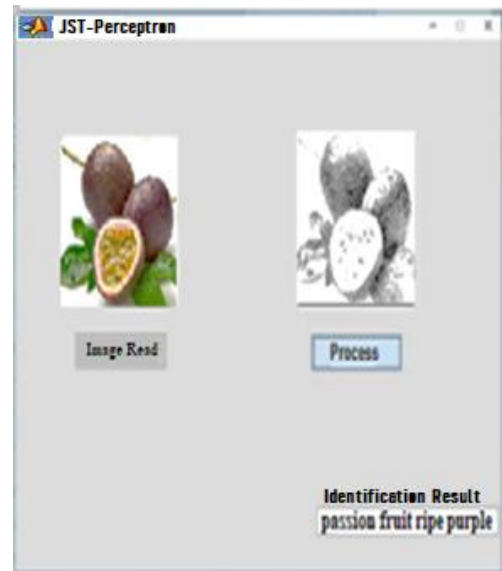 JST-Perceptron
Image Read
Process
Identification Result
passion fruit ripe purple